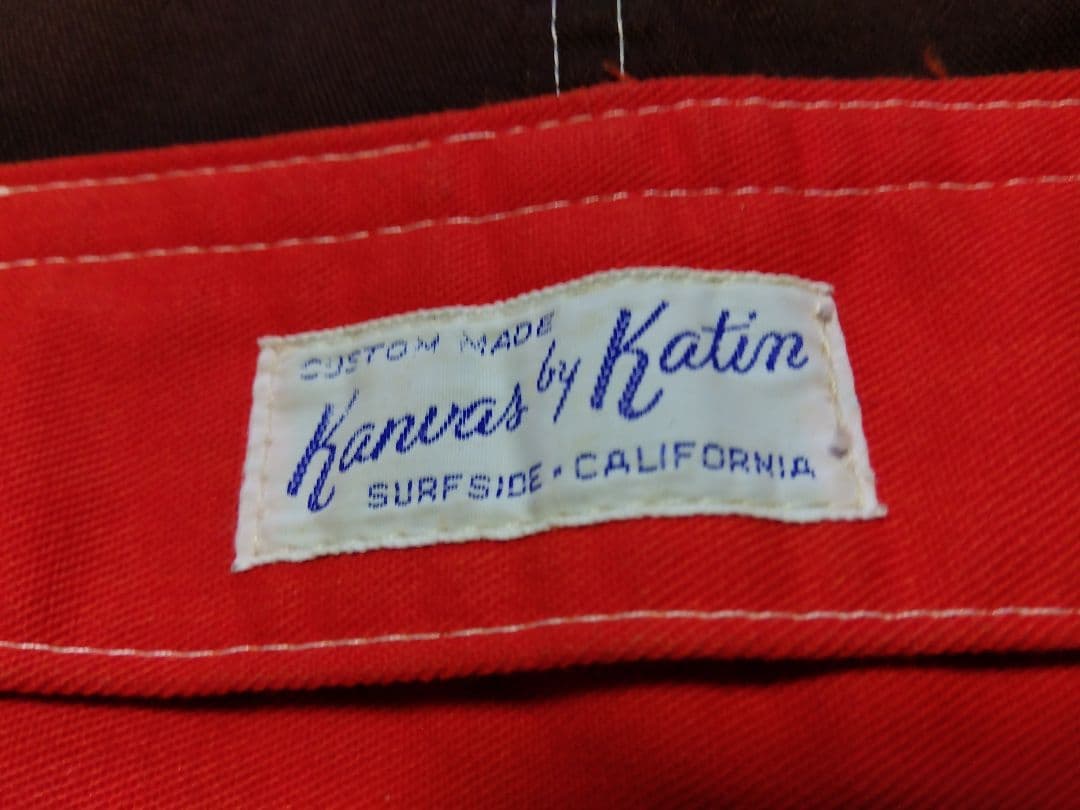 CUSTOM MADE
Kanvas by Katin
SURFSIDE · CALIFORNIA